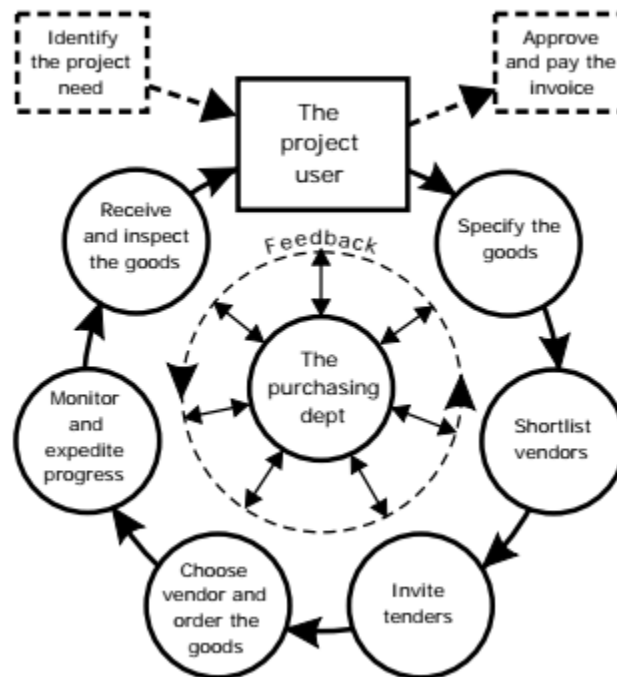 Identify
the project
need
Approve
and pay the
invoice
The
project
user
Receive
and inspect
the goods
Specify the
goods
Feedback
The
purchasing
dept
Monitor
and
expedite
progress
Shortlist
vendors
Choose
vendor and
order the
goods
Invite
tenders